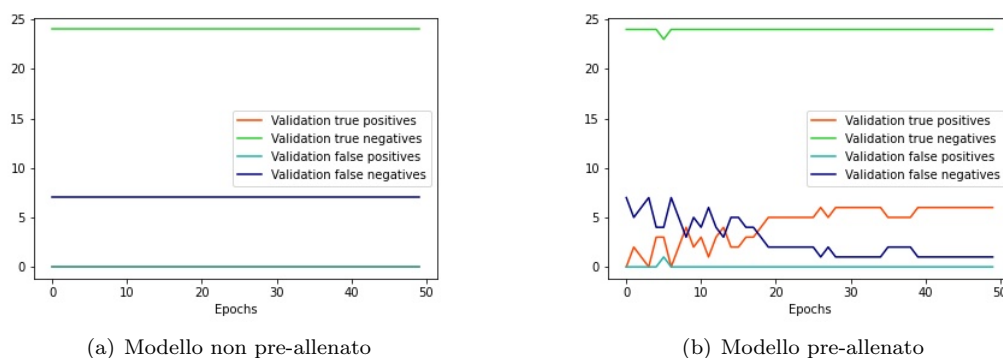 25
20
15
10
5
0
Validation true positives
Validation true negatives
Validation false positives
Validation false negatives
0 10 20 30 40 50
Epochs
(a) Modello non pre-allenato
25
20
15
10
5
0
Validation true positives
Validation true negatives
Validation false positives
Validation false negatives
0 10 20 30 40 50
Epochs
(b) Modello pre-allenato